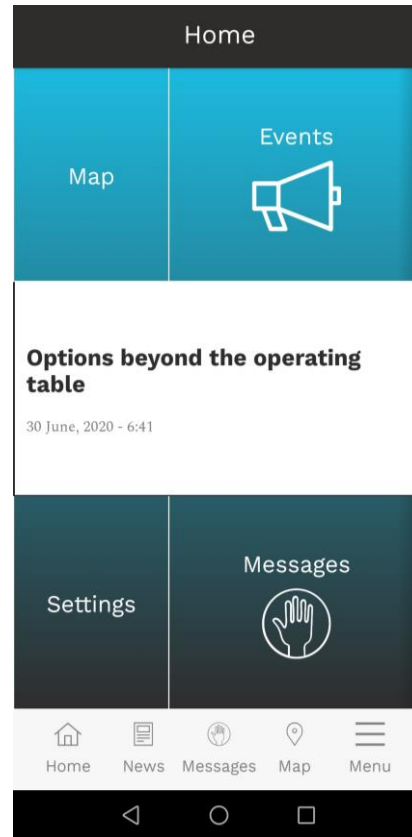 Home
Map
Events
Options beyond the operating
table
30 June, 2020 - 6:41
Settings
Messages
Home
News
Messages
Map
Menu